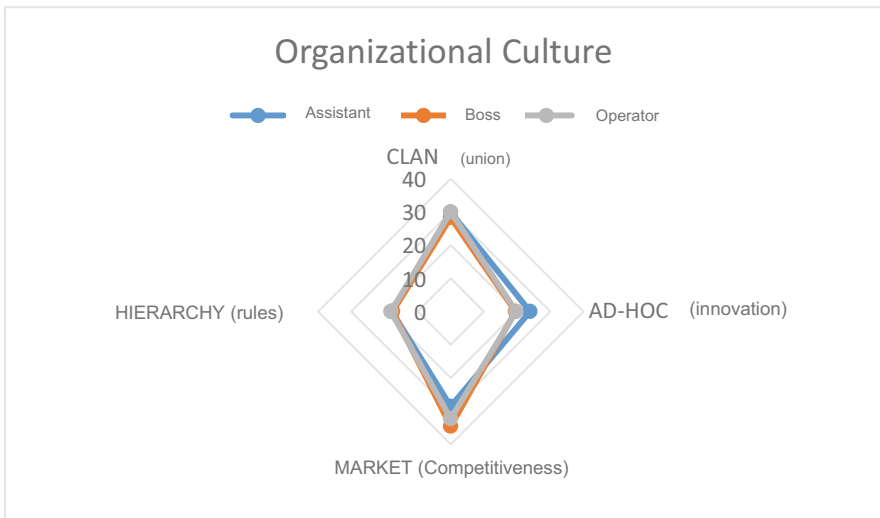 Organizational Culture
Assistant Boss Operator
CLAN (union)
40
30
20
10
0
HIERARCHY (rules)
AD-HOC (innovation)
MARKET (Competitiveness)